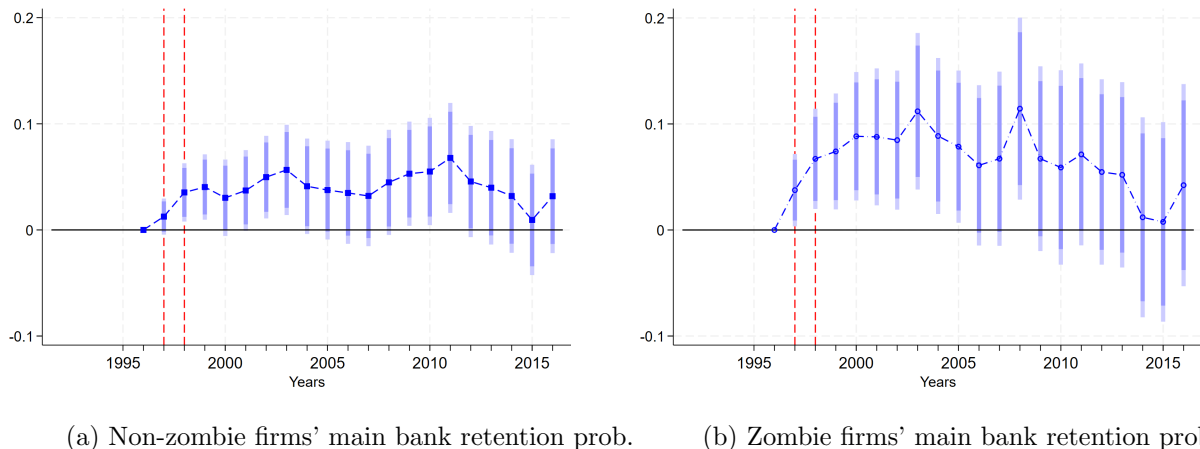 0.2
0.1
0
-0.1
1995 2000 2005 2010 2015
Years
(a) Non-zombie firms' main bank retention prob.
0.2
0.1
0
-0.1
1995 2000 2005 2010 2015
Years
(b) Zombie firms' main bank retention prob